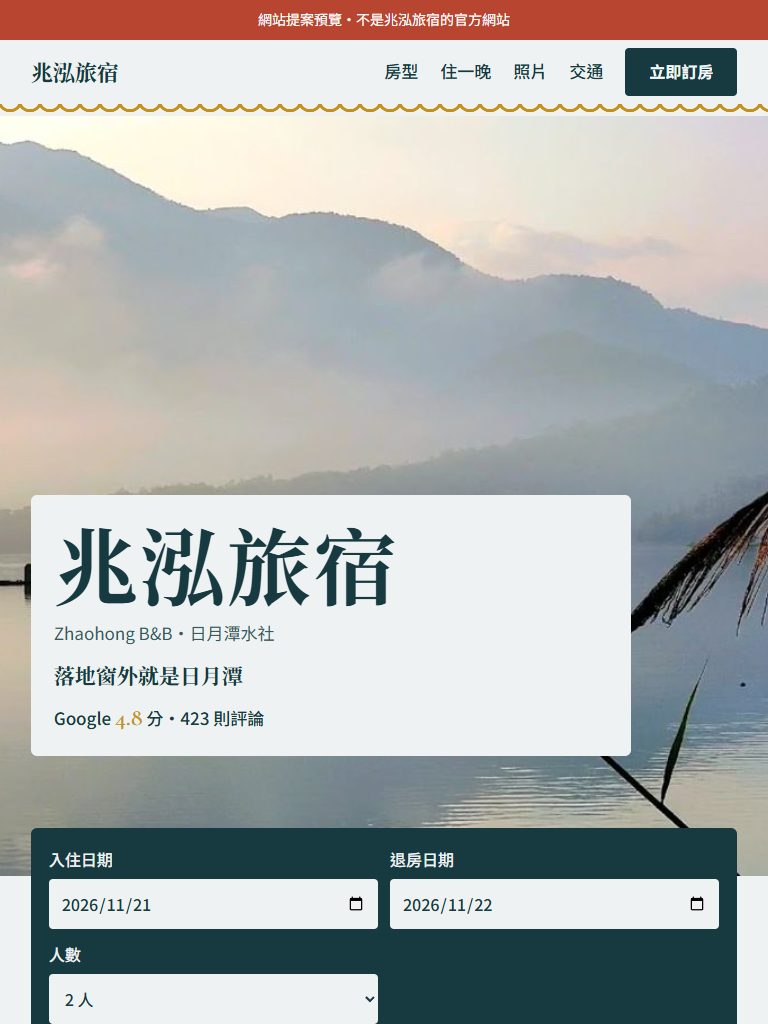 網站提案預覽・不是兆泓旅宿的官方網站
兆泓旅宿
房型 住一晚 照片 交通 立即訂房
兆泓旅宿
Zhaohong B&B・日月潭水社
落地窗外就是日月潭
Google 4.8 分・423 則評論
入住日期 退房日期
2026/11/21 2026/11/22
人數
2 人